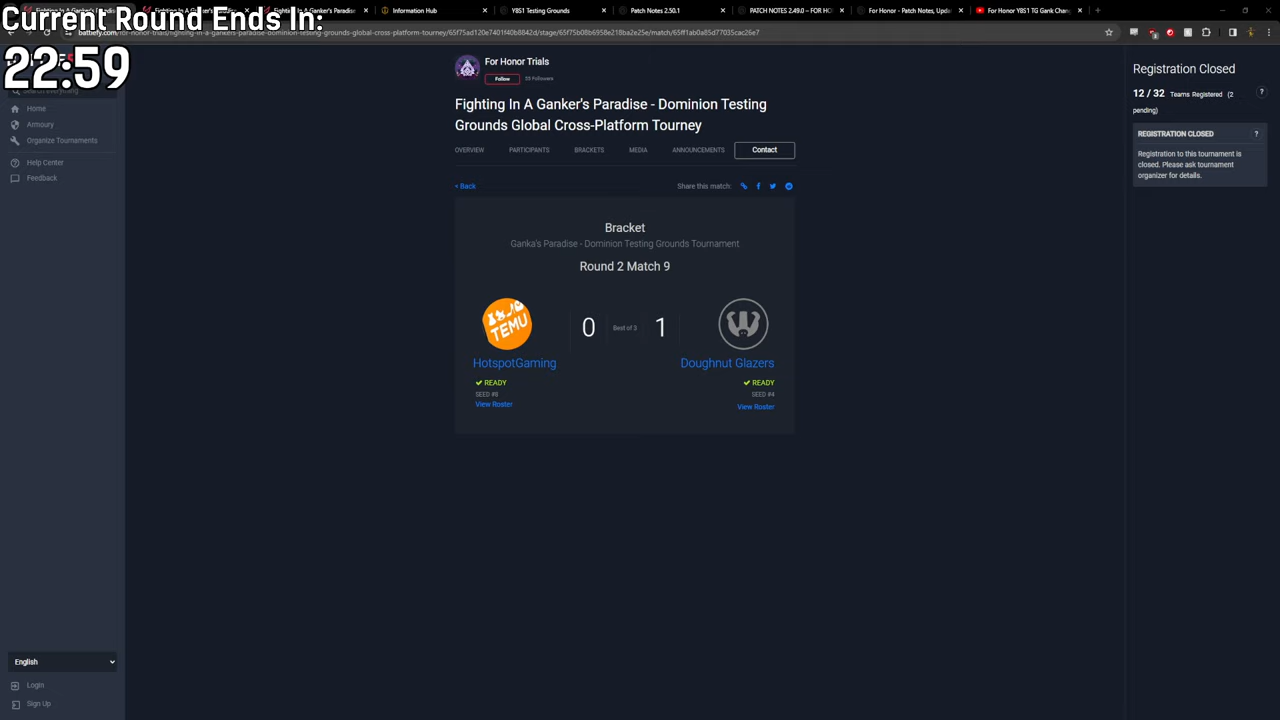 Current Round Ends In:
22:59
Fighting In A Ganker's Paradise
Information Hub
Y8S1 Testing Grounds
Patch Notes 2.50.1
PATCH NOTES 2.49.0 – FOR HO
For Honor - Patch Notes, Upda
For Honor Y8S1 TG Gank Chan
Home
Armoury
Organize Tournaments
Help Center
Feedback
For Honor Trials
Follow
Followers
Fighting In A Ganker's Paradise - Dominion Testing
Grounds Global Cross-Platform Tourney
OVERVIEW
PARTICIPANTS
BRACKETS
MEDIA
ANNOUNCEMENTS
Contact
< Back
Share this match:
Bracket
Ganka's Paradise - Dominion Testing Grounds Tournament
Round 2 Match 9
TEMU
0
Best of 3
1
HotspotGaming
Doughnut Glazers
READY
READY
SEED
SEED #4
View Roster
View Roster
Registration Closed
12 / 32 Teams Registered (2
pending)
?
REGISTRATION CLOSED
?
Registration to this tournament is
closed. Please ask tournament
organizer for details.
English
Login
Sign Up